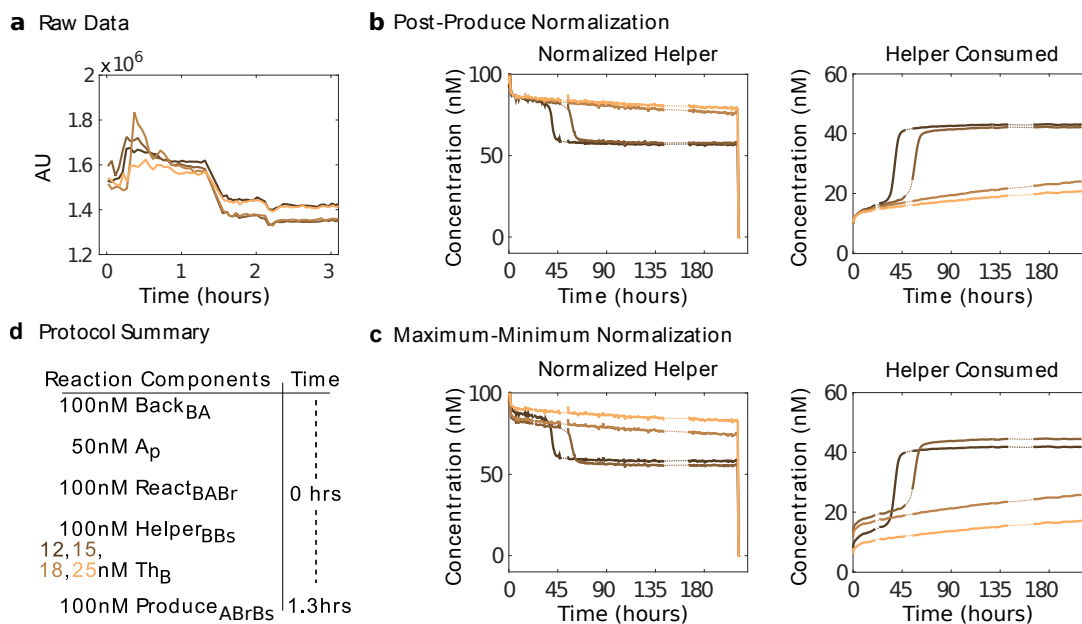 a Raw Data
×10⁶
2
1.8
1.6
1.4
1.2
AU
0 1 2 3
Time (hours)
b Post-Produce Normalization
Normalized Helper
100
50
0
Concentration (nM)
0 45 90 135 180
Time (hours)
Helper Consumed
60
40
20
0
Concentration (nM)
0 45 90 135 180
Time (hours)
d Protocol Summary
Reaction Components Time
100nM Back_BA
50nM A_p
100nM React_BABr
0 hrs
100nM Helper_BBs
12,15,
18,25nM Th_B
100nM Produce_ABrBs 1.3hrs
c Maximum-Minimum Normalization
Normalized Helper
100
50
0
Concentration (nM)
0 45 90 135 180
Time (hours)
Helper Consumed
60
40
20
0
Concentration (nM)
0 45 90 135 180
Time (hours)